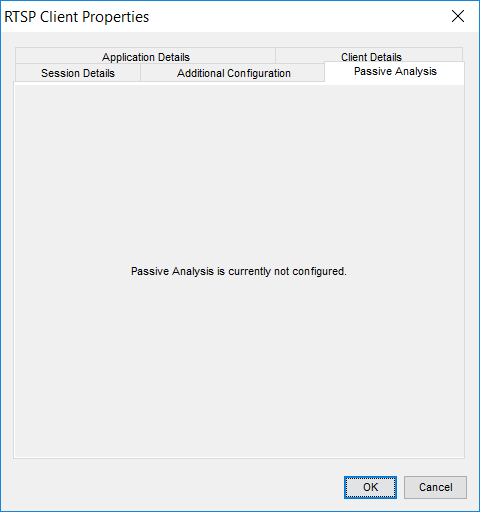 RTSP Client Properties
Application Details
Client Details
Session Details
Additional Configuration
Passive Analysis
Passive Analysis is currently not configured.
OK
Cancel